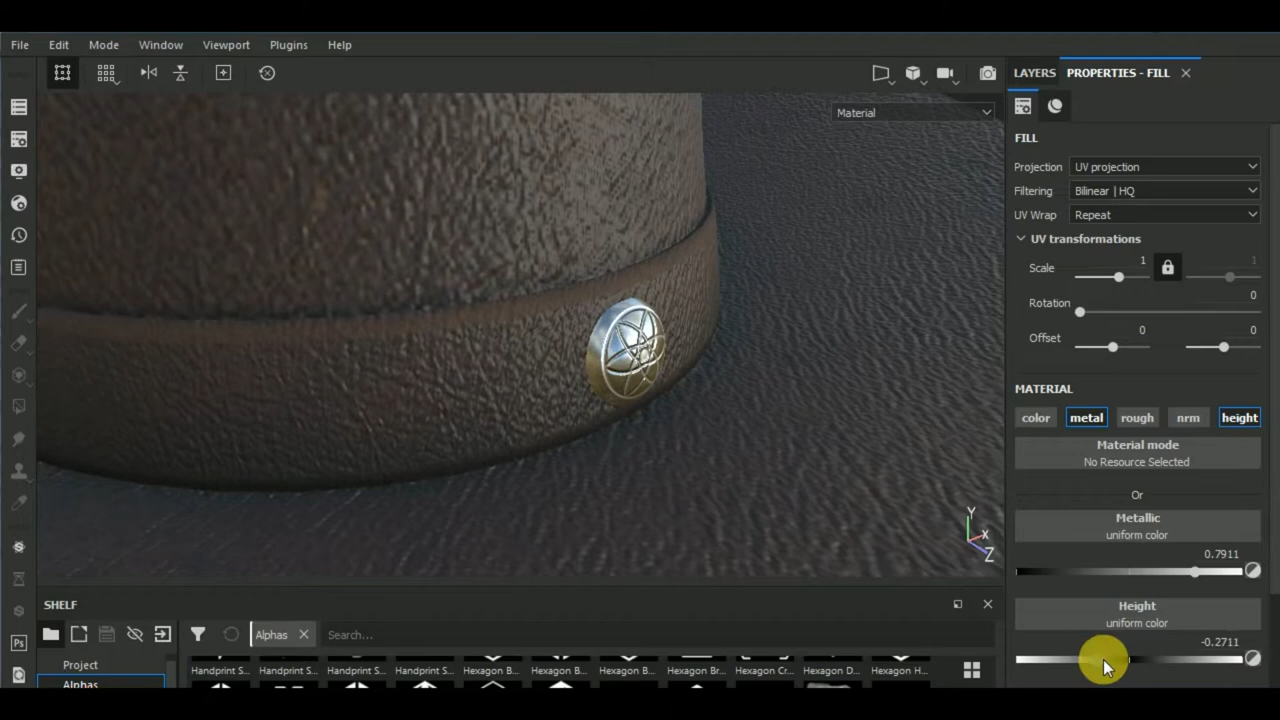 File Edit Mode Window Viewport Plugins Help
LAYERS PROPERTIES - FILL
Material
FILL
Projection UV projection
Filtering Bilinear | HQ
UV Wrap Repeat
UV transformations
Scale 1 1
Rotation 0
Offset 0 0
MATERIAL
color metal rough nrm height
Material mode
No Resource Selected
Or
Metallic
uniform color
0.7911
Height
uniform color
-0.2711
Y
X
Z
SHELF
Alphas Search...
Ps
Project
Alphas
Handprint S... Handprint S... Handprint S... Handprint S... Hexagon B... Hexagon B... Hexagon B... Hexagon Br... Hexagon Cr... Hexagon D... Hexagon H...